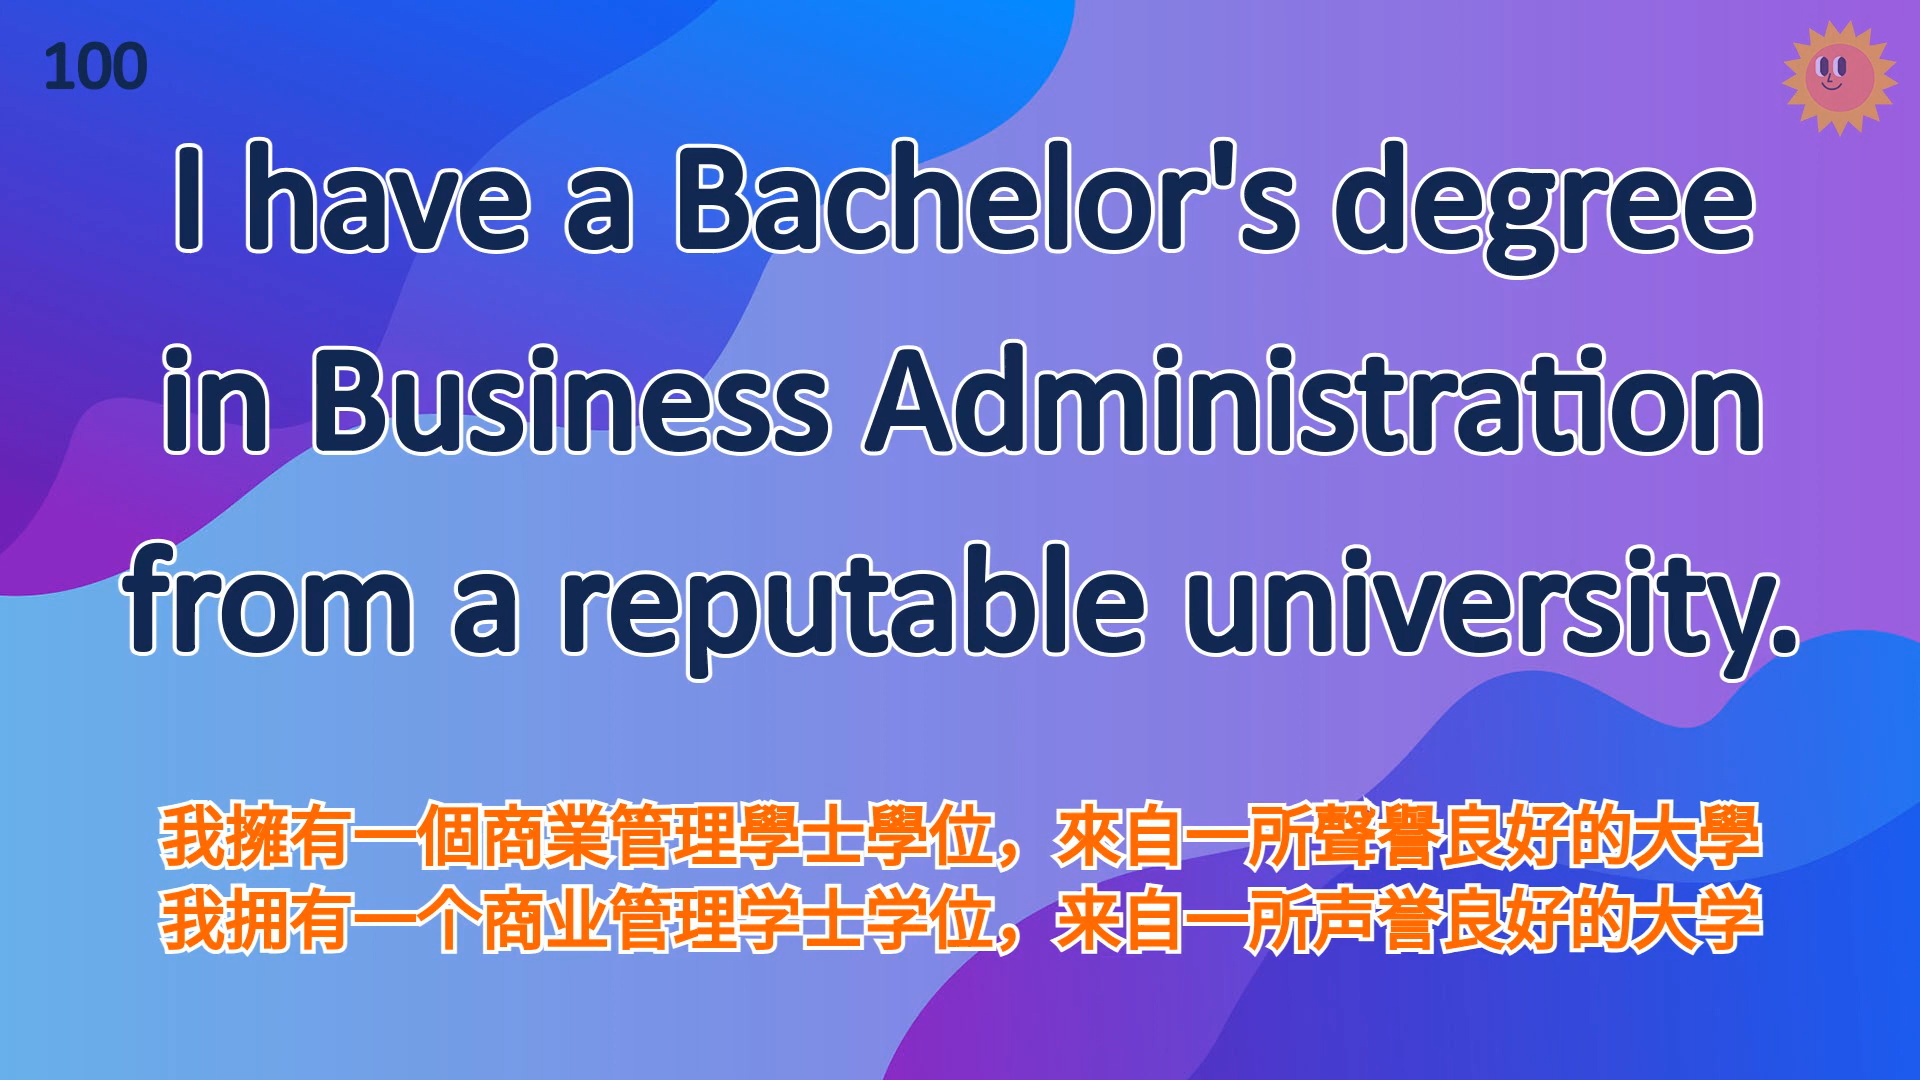 100
I have a Bachelor's degree
in Business Administration
from a reputable university.
我擁有一個商業管理學士學位，來自一所聲譽良好的大學
我拥有一个商业管理学士学位，来自一所声誉良好的大学